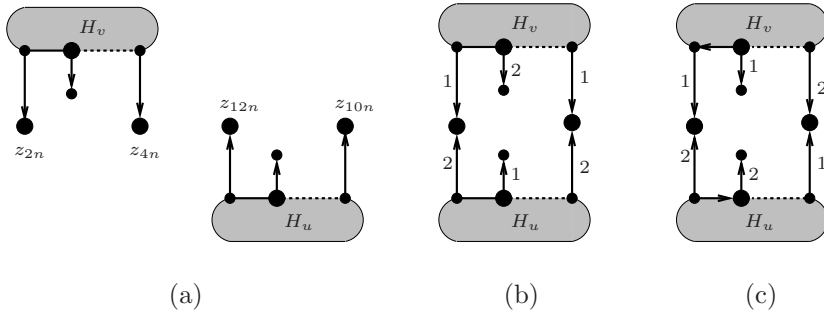 H_v
z_{2n} z_{4n}
z_{12n} z_{10n}
H_u
(a)
H_v
1 2 1
2 1 2
H_u
(b)
H_v
1 1 2
2 2 1
H_u
(c)